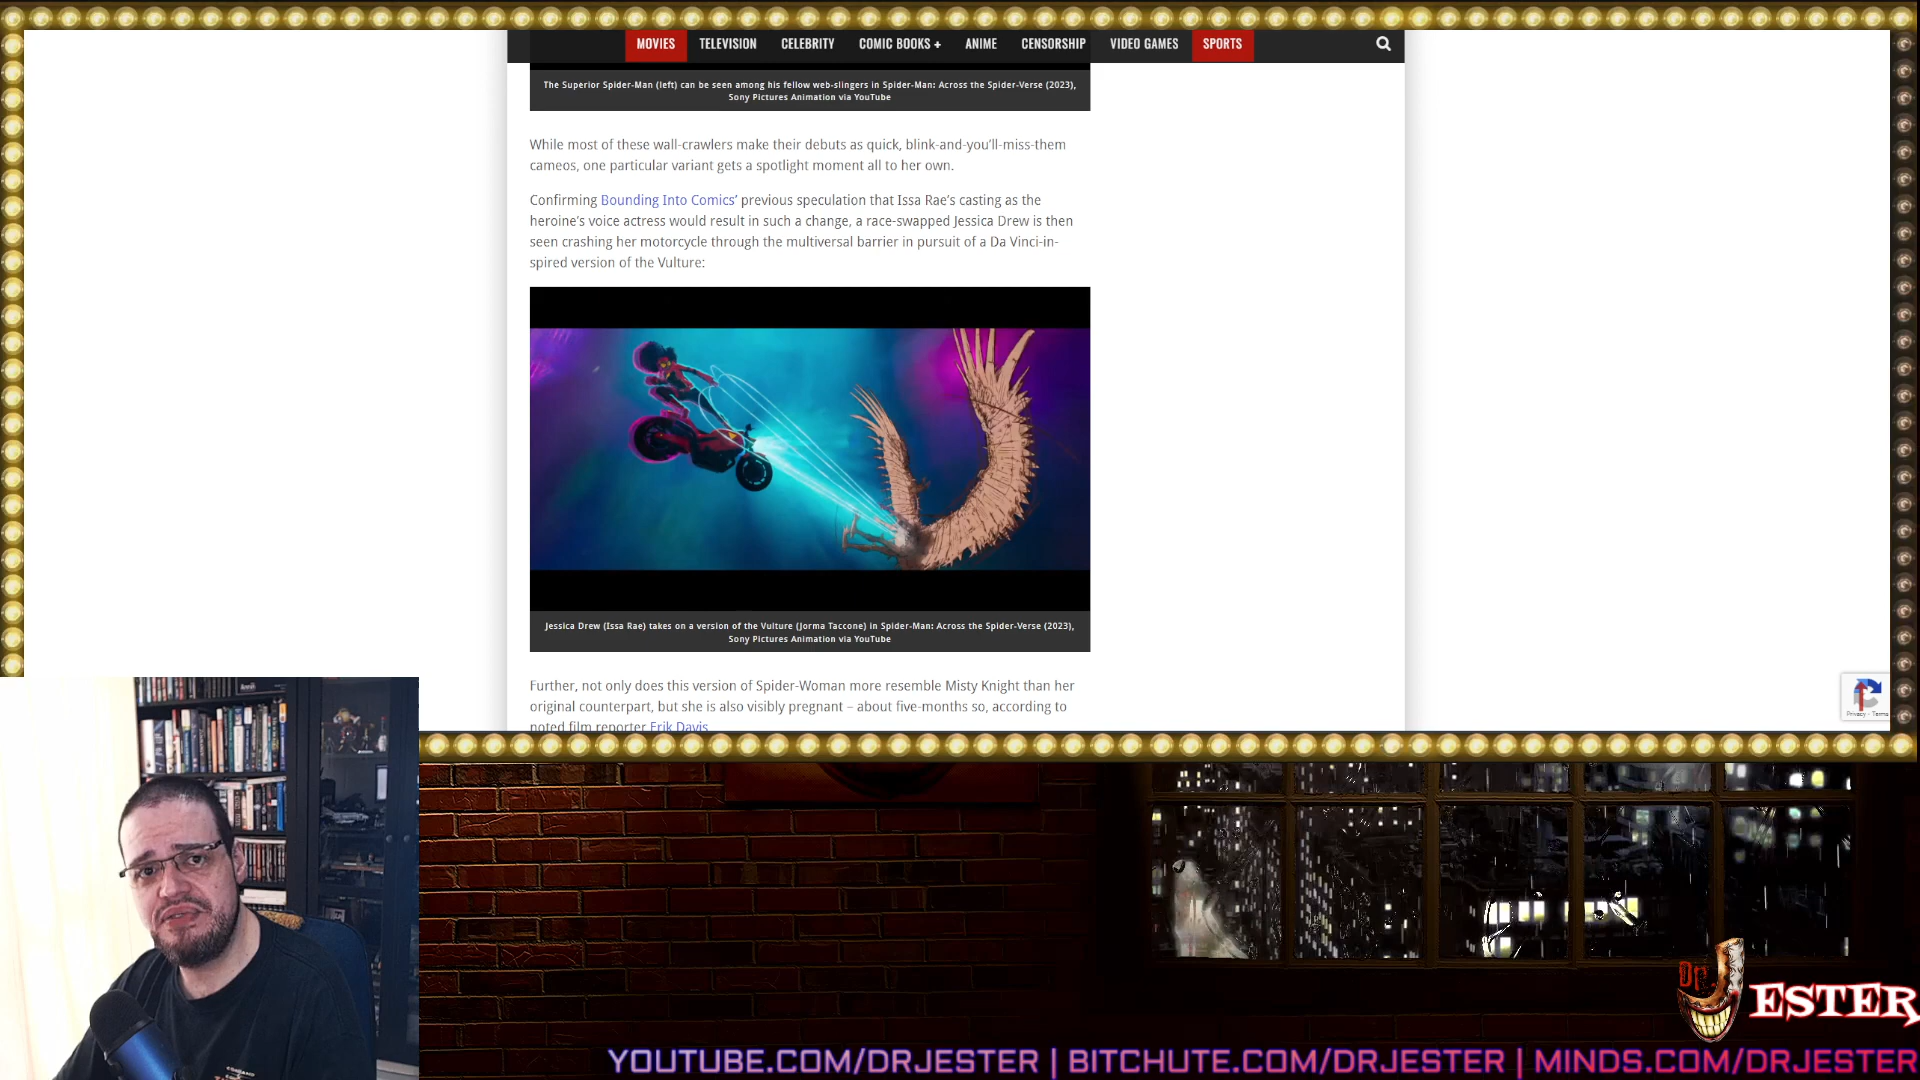 MOVIES TELEVISION CELEBRITY COMIC BOOKS + ANIME CENSORSHIP VIDEO GAMES SPORTS
The Superior Spider-Man (left) can be seen among his fellow web-slingers in Spider-Man: Across the Spider-Verse (2023),
Sony Pictures Animation via YouTube
While most of these wall-crawlers make their debuts as quick, blink-and-you'll-miss-them
cameos, one particular variant gets a spotlight moment all to her own.
Confirming Bounding Into Comics' previous speculation that Issa Rae's casting as the
heroine's voice actress would result in such a change, a race-swapped Jessica Drew is then
seen crashing her motorcycle through the multiversal barrier in pursuit of a Da Vinci-in-
spired version of the Vulture:
Jessica Drew (Issa Rae) takes on a version of the Vulture (Jorma Taccone) in Spider-Man: Across the Spider-Verse (2023),
Sony Pictures Animation via YouTube
Further, not only does this version of Spider-Woman more resemble Misty Knight than her
original counterpart, but she is also visibly pregnant – about five-months so, according to
noted film reporter Erik Davis.
Privacy - Terms
Dr. JESTER
YOUTUBE.COM/DRJESTER | BITCHUTE.COM/DRJESTER | MINDS.COM/DRJESTER